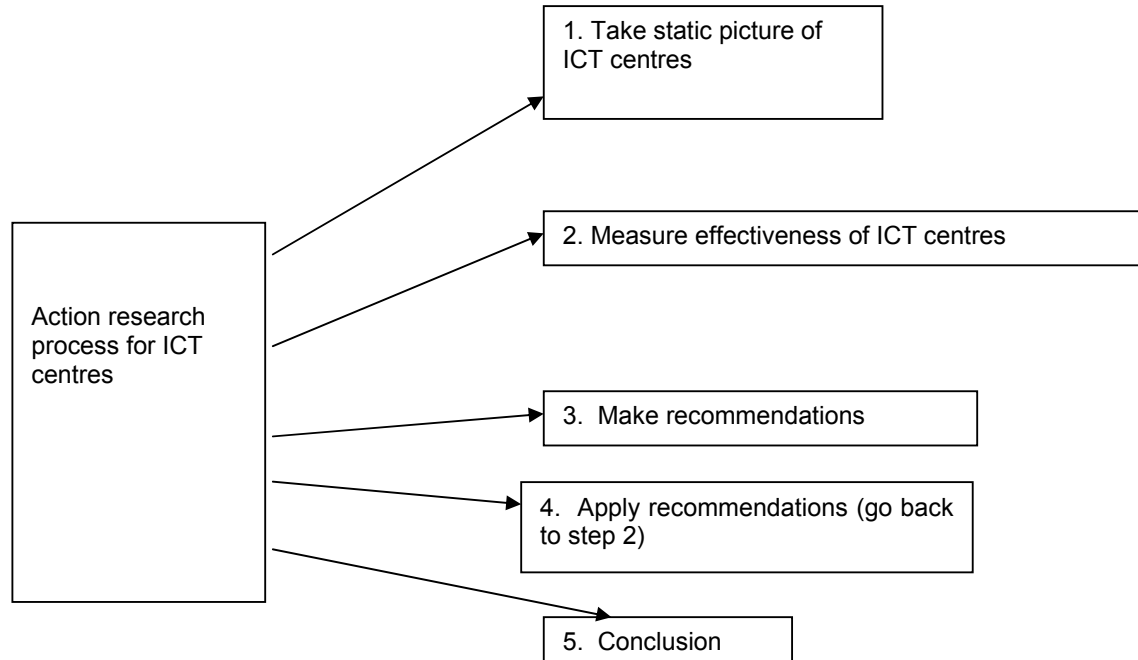 1. Take static picture of
ICT centres
2. Measure effectiveness of ICT centres
Action research
process for ICT
centres
3.  Make recommendations
4.  Apply recommendations (go back
to step 2)
5.  Conclusion